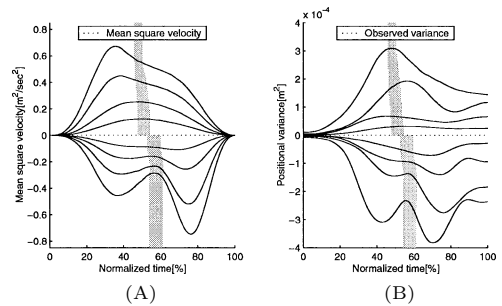 x 10⁻⁴
Mean square velocity
Observed variance
0.8
0.6
0.4
0.2
0
−0.2
−0.4
−0.6
−0.8
Mean square velocity[m²/sec²]
0 20 40 60 80 100
Normalized time[%]
(A)
4
3
2
1
0
−1
−2
−3
−4
Positional variance[m²]
0 20 40 60 80 100
Normalized time[%]
(B)